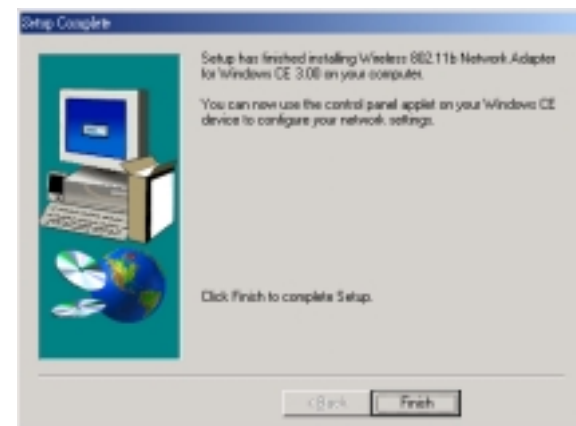 Setup Complete
Setup has finished installing Wireless 802.11b Network Adapter
for Windows CE 3.00 on your computer.
You can now use the control panel applet on your Windows CE
device to configure your network settings.
Click Finish to complete Setup.
< Back
Finish